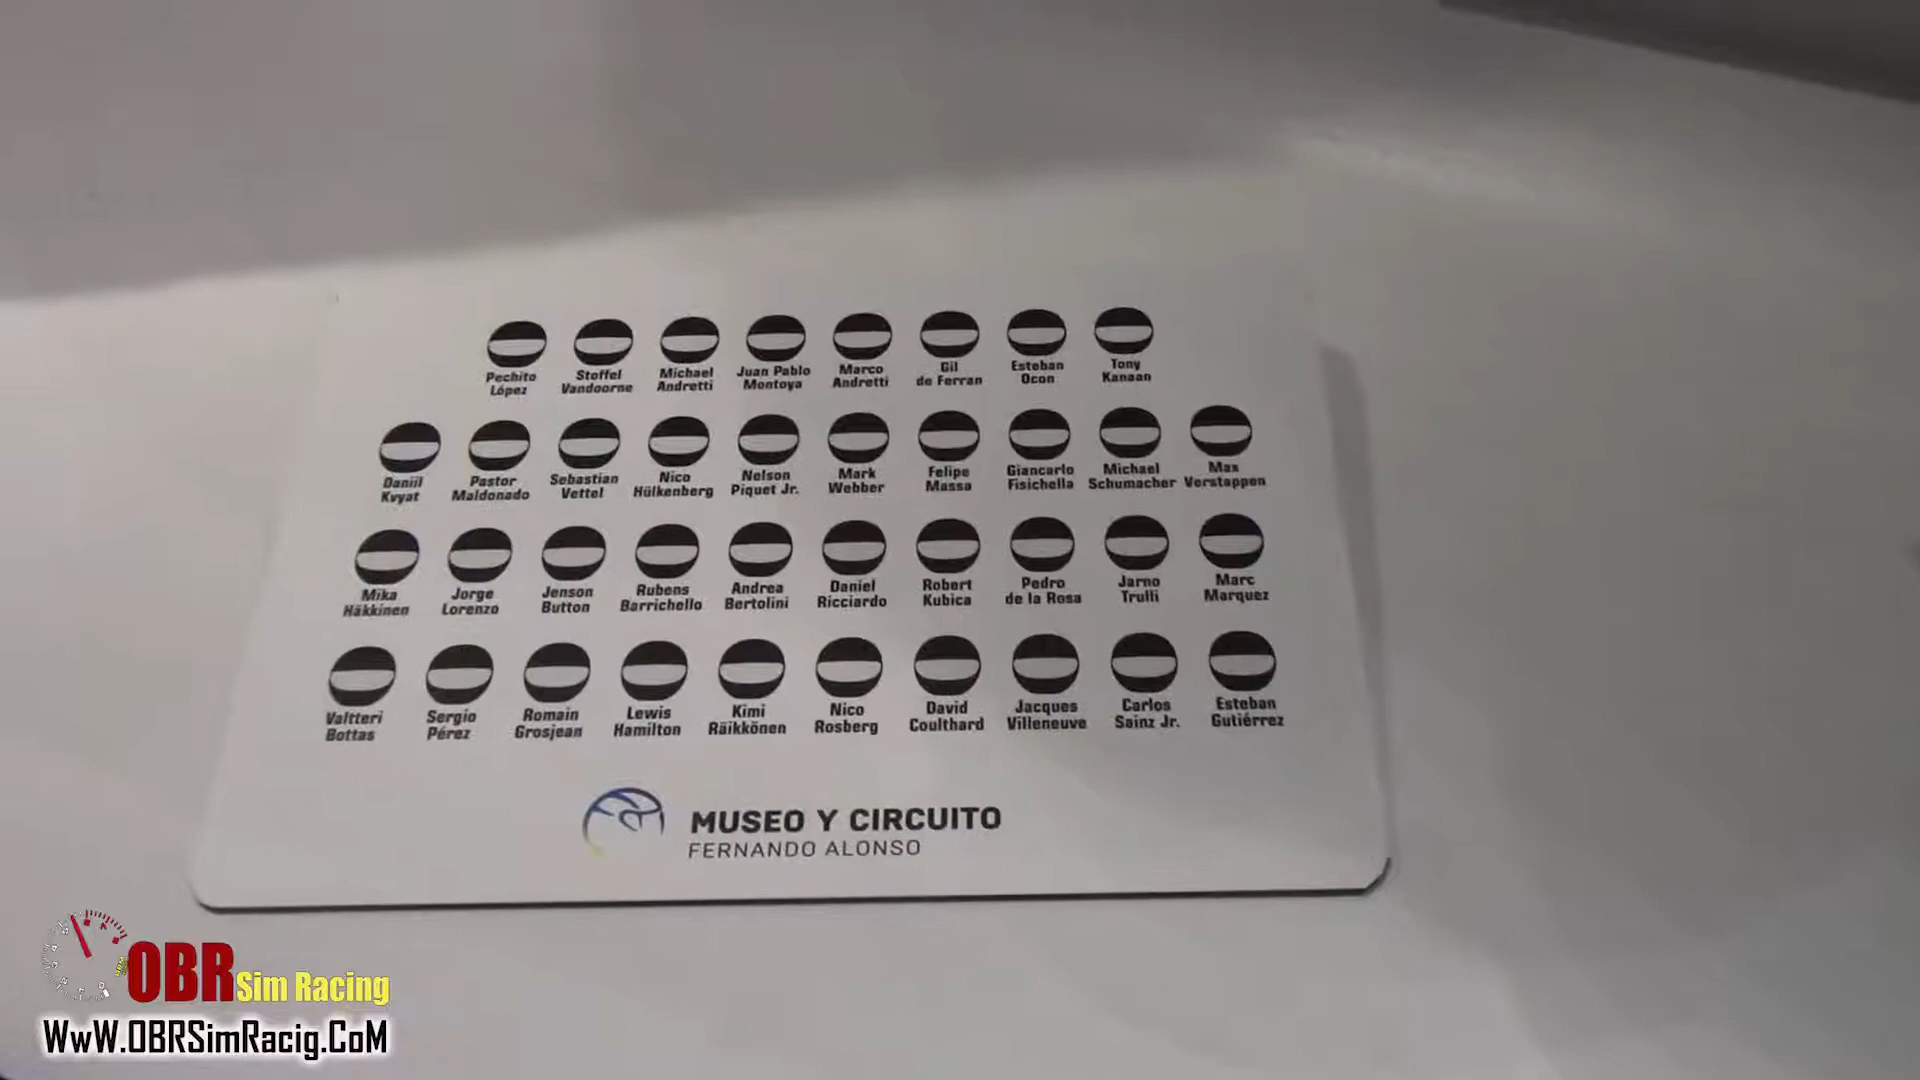 Pechito López
Stoffel Vandoorne
Michael Andretti
Juan Pablo Montoya
Marco Andretti
Gil de Ferran
Esteban Ocon
Tony Kanaan
Daniil Kvyat
Pastor Maldonado
Sebastian Vettel
Nico Hülkenberg
Nelson Piquet Jr.
Mark Webber
Felipe Massa
Giancarlo Fisichella
Michael Schumacher
Max Verstappen
Mika Häkkinen
Jorge Lorenzo
Jenson Button
Rubens Barrichello
Andrea Bertolini
Daniel Ricciardo
Robert Kubica
Pedro de la Rosa
Jarno Trulli
Marc Marquez
Valtteri Bottas
Sergio Pérez
Romain Grosjean
Lewis Hamilton
Kimi Räikkönen
Nico Rosberg
David Coulthard
Jacques Villeneuve
Carlos Sainz Jr.
Esteban Gutiérrez
MUSEO Y CIRCUITO
FERNANDO ALONSO
OBR Sim Racing
WwW.OBRSimRacig.CoM